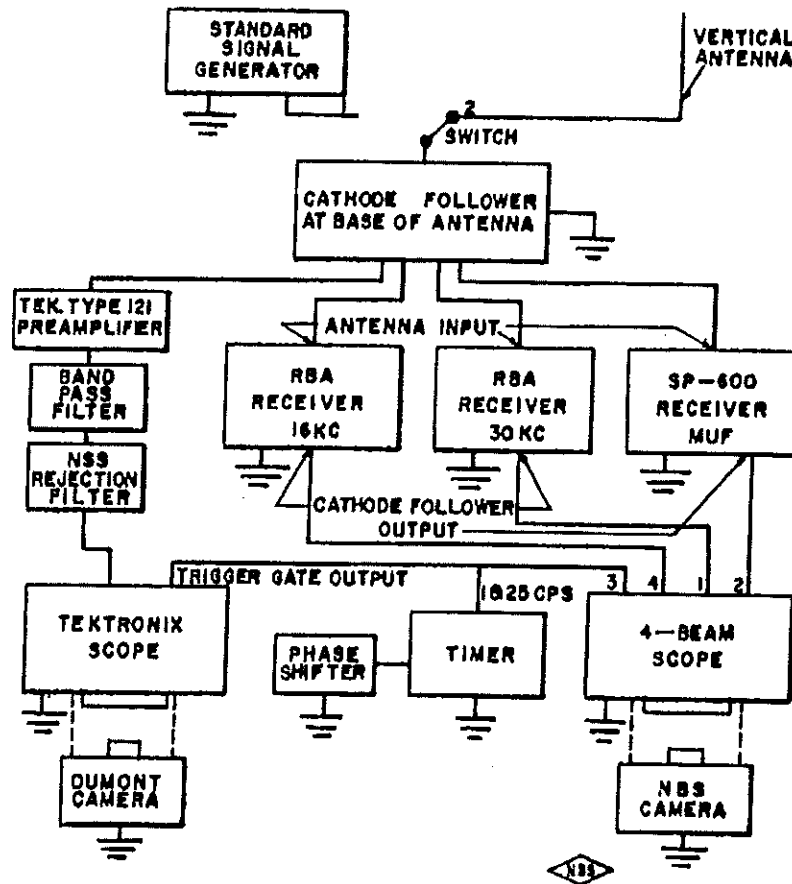 STANDARD
SIGNAL
GENERATOR
VERTICAL
ANTENNA
2
SWITCH
CATHODE FOLLOWER
AT BASE OF ANTENNA
TEK. TYPE 121
PREAMPLIFIER
ANTENNA INPUT
BAND
PASS
FILTER
RBA
RECEIVER
16KC
RBA
RECEIVER
30KC
SP-600
RECEIVER
MUF
NSS
REJECTION
FILTER
CATHODE FOLLOWER
OUTPUT
TRIGGER GATE OUTPUT
1&25 CPS
3 4 1 2
TEKTRONIX
SCOPE
PHASE
SHIFTER
TIMER
4-BEAM
SCOPE
DUMONT
CAMERA
NBS
CAMERA
NBS